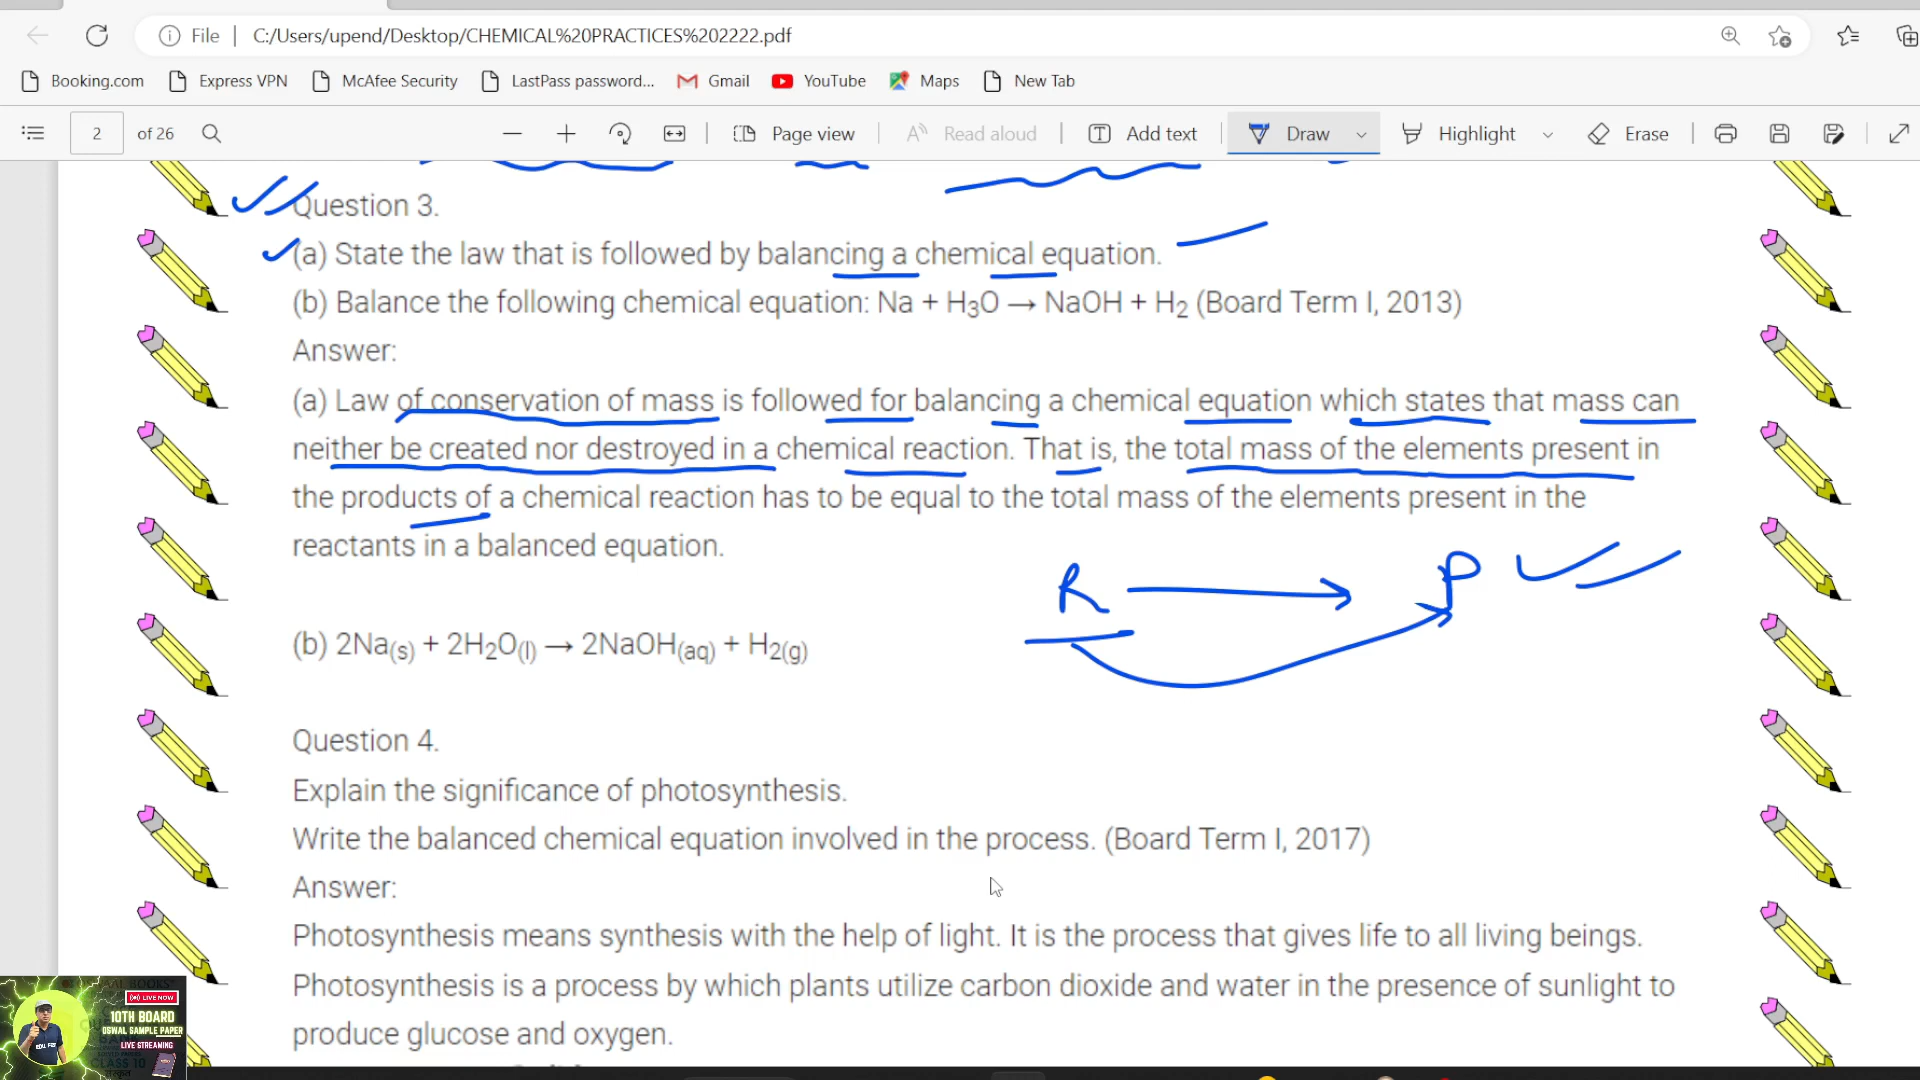 File C:/Users/upend/Desktop/CHEMICAL%20PRACTICES%202222.pdf
Booking.com Express VPN McAfee Security LastPass password... Gmail YouTube Maps New Tab
2 of 26 Page view Read aloud Add text Draw Highlight Erase
Question 3.
(a) State the law that is followed by balancing a chemical equation.
(b) Balance the following chemical equation: Na + H₃O → NaOH + H₂ (Board Term I, 2013)
Answer:
(a) Law of conservation of mass is followed for balancing a chemical equation which states that mass can
neither be created nor destroyed in a chemical reaction. That is, the total mass of the elements present in
the products of a chemical reaction has to be equal to the total mass of the elements present in the
reactants in a balanced equation.
R → P
(b) 2Na(s) + 2H₂O(l) → 2NaOH(aq) + H₂(g)
Question 4.
Explain the significance of photosynthesis.
Write the balanced chemical equation involved in the process. (Board Term I, 2017)
Answer:
Photosynthesis means synthesis with the help of light. It is the process that gives life to all living beings.
Photosynthesis is a process by which plants utilize carbon dioxide and water in the presence of sunlight to
produce glucose and oxygen.
LIVE NOW
10TH BOARD
OSWAL SAMPLE PAPER
LIVE STREAMING